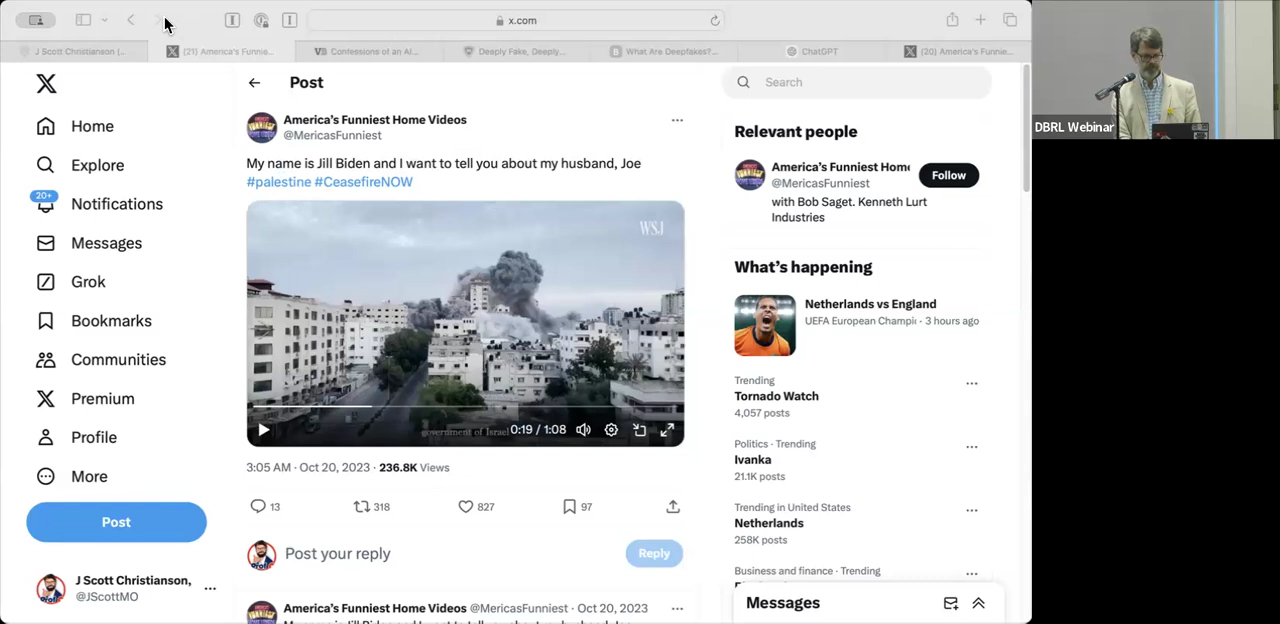 x.com
J Scott Christianson (...
(21) America's Funnie...
VB Confessions of an AI...
Deeply Fake, Deeply...
What Are Deepfakes?...
ChatGPT
(20) America's Funnie...
Home
Explore
20+
Notifications
Messages
Grok
Bookmarks
Communities
Premium
Profile
More
Post
J Scott Christianson,
@JScottMO
Post
America's Funniest Home Videos
@MericasFunniest
My name is Jill Biden and I want to tell you about my husband, Joe
#palestine #CeasefireNOW
WSJ
government of Israel
0:19 / 1:08
3:05 AM · Oct 20, 2023 · 236.8K Views
13 318 827 97
Post your reply
Reply
America's Funniest Home Videos @MericasFunniest · Oct 20, 2023
Search
Relevant people
America's Funniest Home
@MericasFunniest
Follow
with Bob Saget. Kenneth Lurt
Industries
What's happening
Netherlands vs England
UEFA European Champi · 3 hours ago
Trending
Tornado Watch
4,057 posts
Politics · Trending
Ivanka
21.1K posts
Trending in United States
Netherlands
258K posts
Business and finance · Trending
Messages
DBRL Webinar